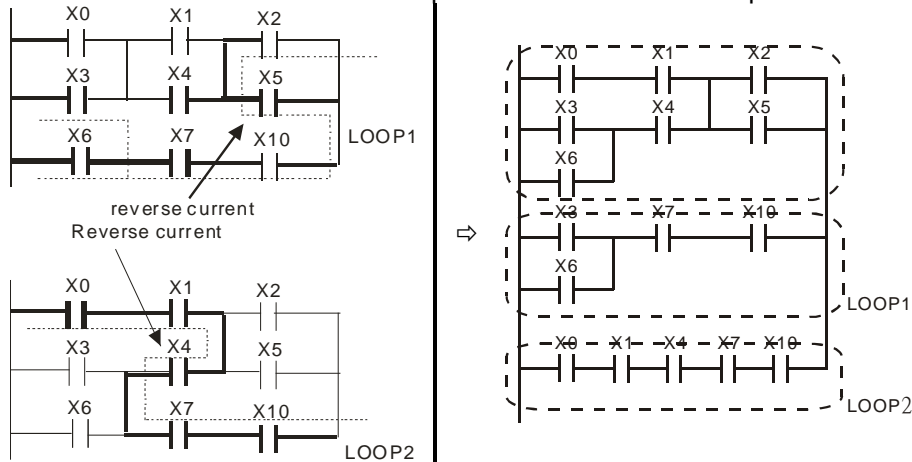 X0 X1 X2
X3 X4 X5
LOOP1
X6 X7 X10
reverse current
Reverse current
X0 X1 X2
X3 X4 X5
X6 X7 X10
LOOP2
⇨
X0 X1 X2
X3 X4 X5
X6
X3 X7 X10
X6
LOOP1
X0 X1 X4 X7 X10
LOOP2